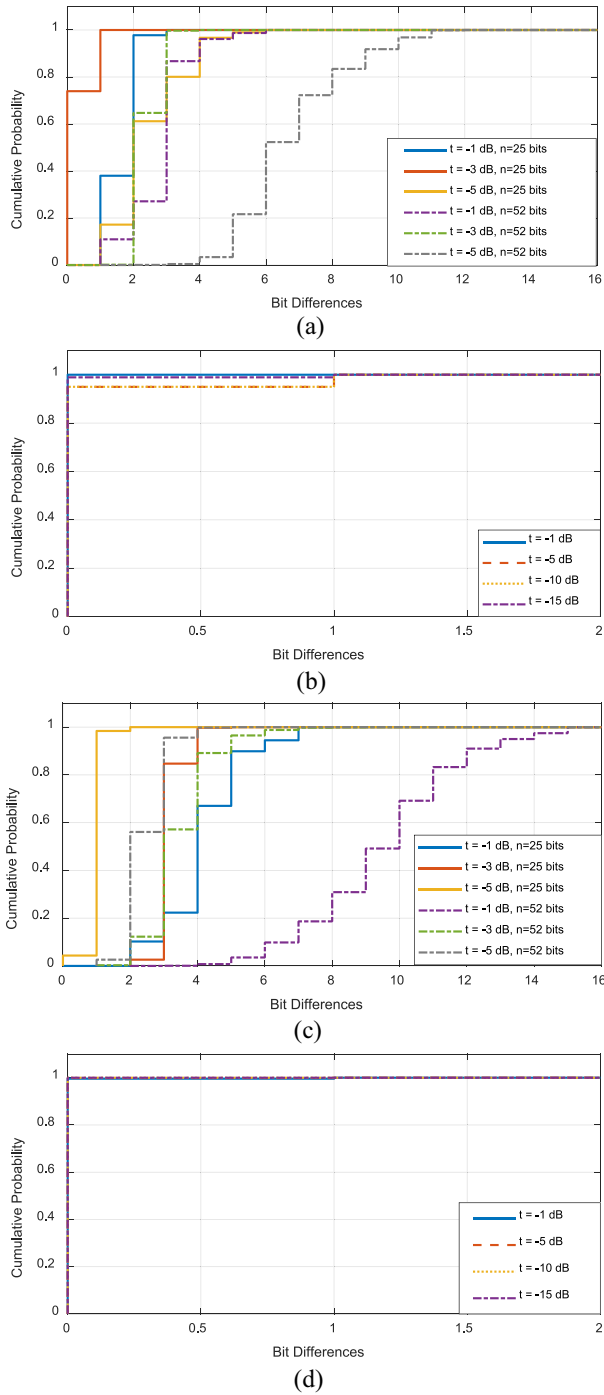 1
0.8
0.6
0.4
0.2
0
Cumulative Probability
t = -1 dB, n=25 bits
t = -3 dB, n=25 bits
t = -5 dB, n=25 bits
t = -1 dB, n=52 bits
t = -3 dB, n=52 bits
t = -5 dB, n=52 bits
0 2 4 6 8 10 12 14 16
Bit Differences
(a)
1
0.8
0.6
0.4
0.2
0
Cumulative Probability
t = -1 dB
t = -5 dB
t = -10 dB
t = -15 dB
0 0.5 1 1.5 2
Bit Differences
(b)
1
0.8
0.6
0.4
0.2
0
Cumulative Probability
t = -1 dB, n=25 bits
t = -3 dB, n=25 bits
t = -5 dB, n=25 bits
t = -1 dB, n=52 bits
t = -3 dB, n=52 bits
t = -5 dB, n=52 bits
0 2 4 6 8 10 12 14 16
Bit Differences
(c)
1
0.8
0.6
0.4
0.2
0
Cumulative Probability
t = -1 dB
t = -5 dB
t = -10 dB
t = -15 dB
0 0.5 1 1.5 2
Bit Differences
(d)